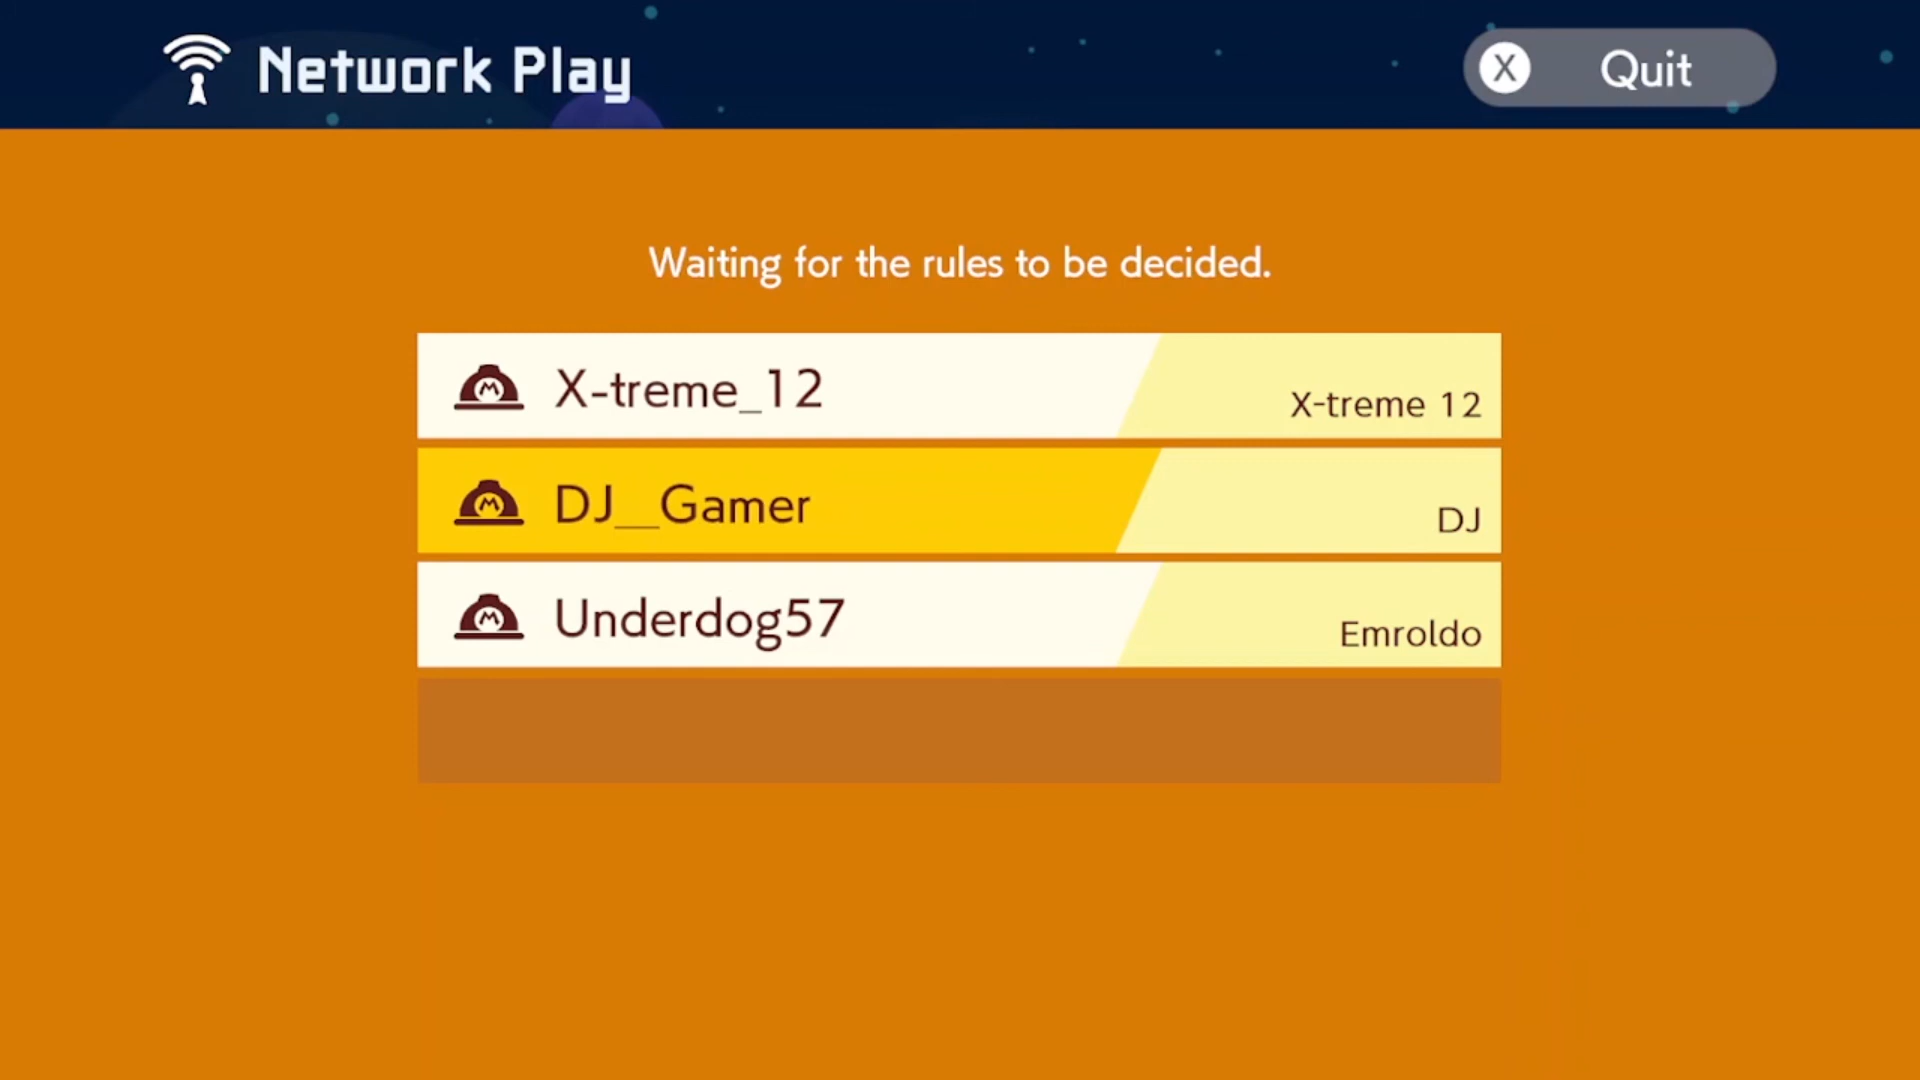 Network Play
X Quit
Waiting for the rules to be decided.
M X-treme_12 X-treme 12
M DJ__Gamer DJ
M Underdog57 Emroldo